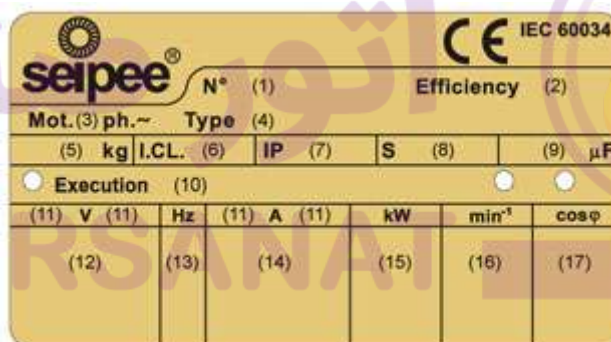 CE IEC 60034
seipee®
N° (1) Efficiency (2)
Mot.(3) ph.~ Type (4)
(5) kg I.CL. (6) IP (7) S (8) (9) µF
Execution (10)
(11) V (11) Hz (11) A (11) kW min⁻¹ cosφ
(12) (13) (14) (15) (16) (17)
RSANAT